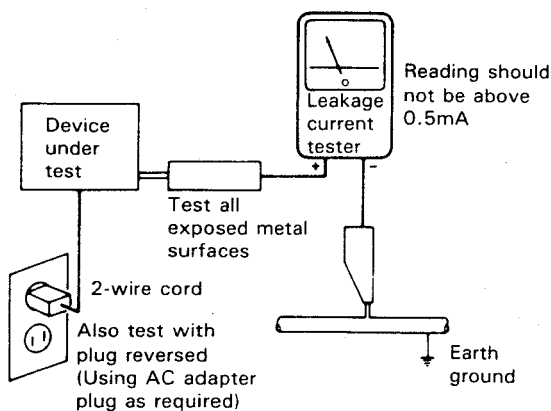 Leakage
current
tester
+ -
Reading should
not be above
0.5mA
Device
under
test
Test all
exposed metal
surfaces
2-wire cord
Also test with
plug reversed
(Using AC adapter
plug as required)
Earth
ground